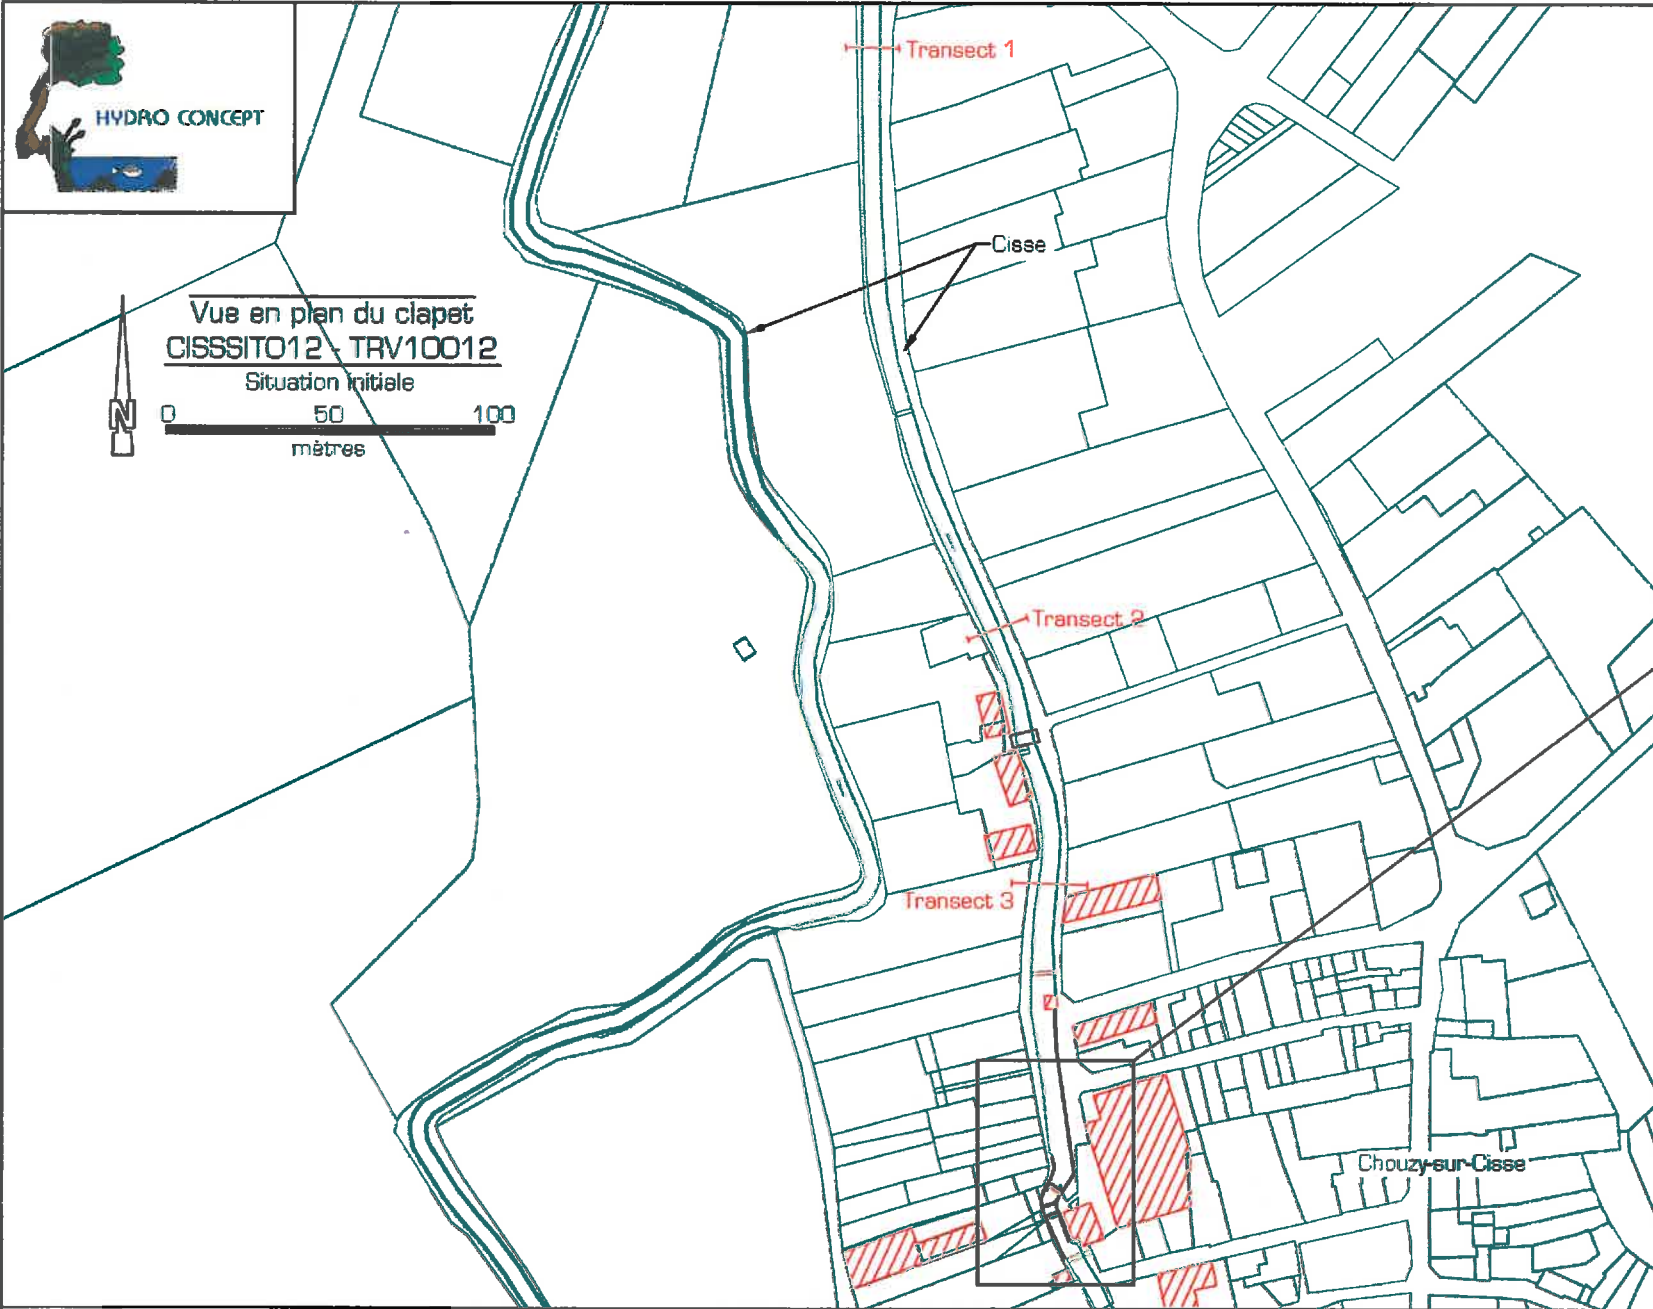 HYDRO CONCEPT
Transect 1
Cisse
Vue en plan du clapet
CISSSIT012 - TRV10012
Situation initiale
0 50 100
mètres
N
Transect 2
Transect 3
Chouzy-sur-Cisse